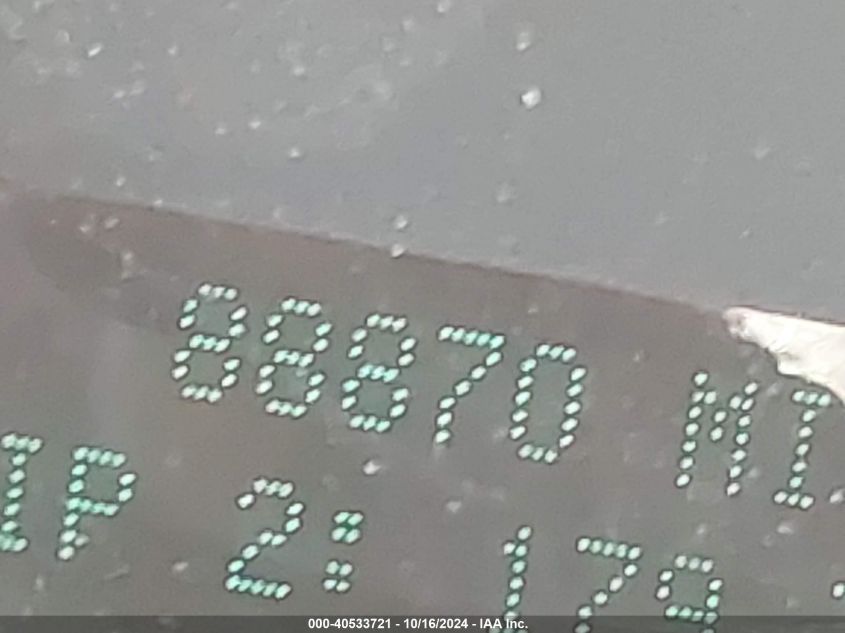 88870 MI
IP 2: 179
000-40533721 - 10/16/2024 - IAA Inc.